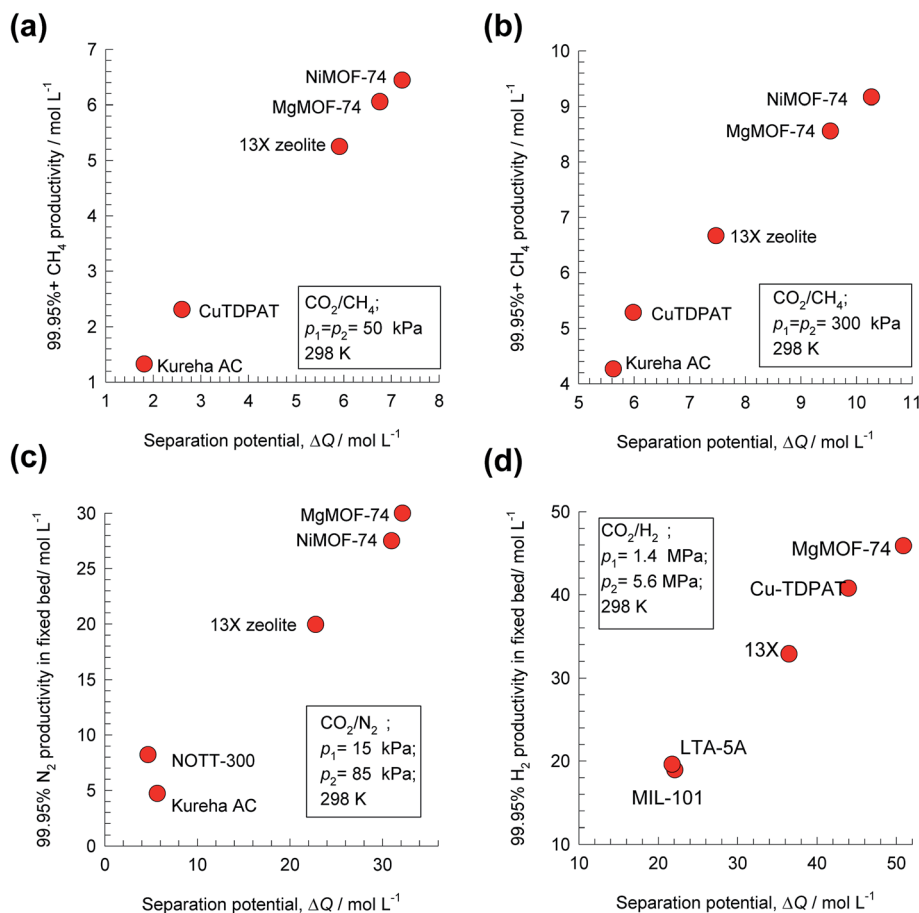 (a)
99.95%+ CH₄ productivity / mol L⁻¹
7
6
5
4
3
2
1
NiMOF-74
MgMOF-74
13X zeolite
CuTDPAT
Kureha AC
CO₂/CH₄;
p₁=p₂= 50 kPa
298 K
1 2 3 4 5 6 7 8
Separation potential, ΔQ / mol L⁻¹
(b)
99.95%+ CH₄ productivity / mol L⁻¹
10
9
8
7
6
5
4
NiMOF-74
MgMOF-74
13X zeolite
CuTDPAT
Kureha AC
CO₂/CH₄;
p₁=p₂= 300 kPa
298 K
5 6 7 8 9 10 11
Separation potential, ΔQ / mol L⁻¹
(c)
99.95% N₂ productivity in fixed bed/ mol L⁻¹
30
25
20
15
10
5
0
MgMOF-74
NiMOF-74
13X zeolite
NOTT-300
Kureha AC
CO₂/N₂ ;
p₁= 15 kPa;
p₂= 85 kPa;
298 K
0 10 20 30
Separation potential, ΔQ / mol L⁻¹
(d)
99.95% H₂ productivity in fixed bed/ mol L⁻¹
50
40
30
20
10
CO₂/H₂ ;
p₁= 1.4 MPa;
p₂= 5.6 MPa;
298 K
MgMOF-74
Cu-TDPAT
13X
LTA-5A
MIL-101
10 20 30 40 50
Separation potential, ΔQ / mol L⁻¹